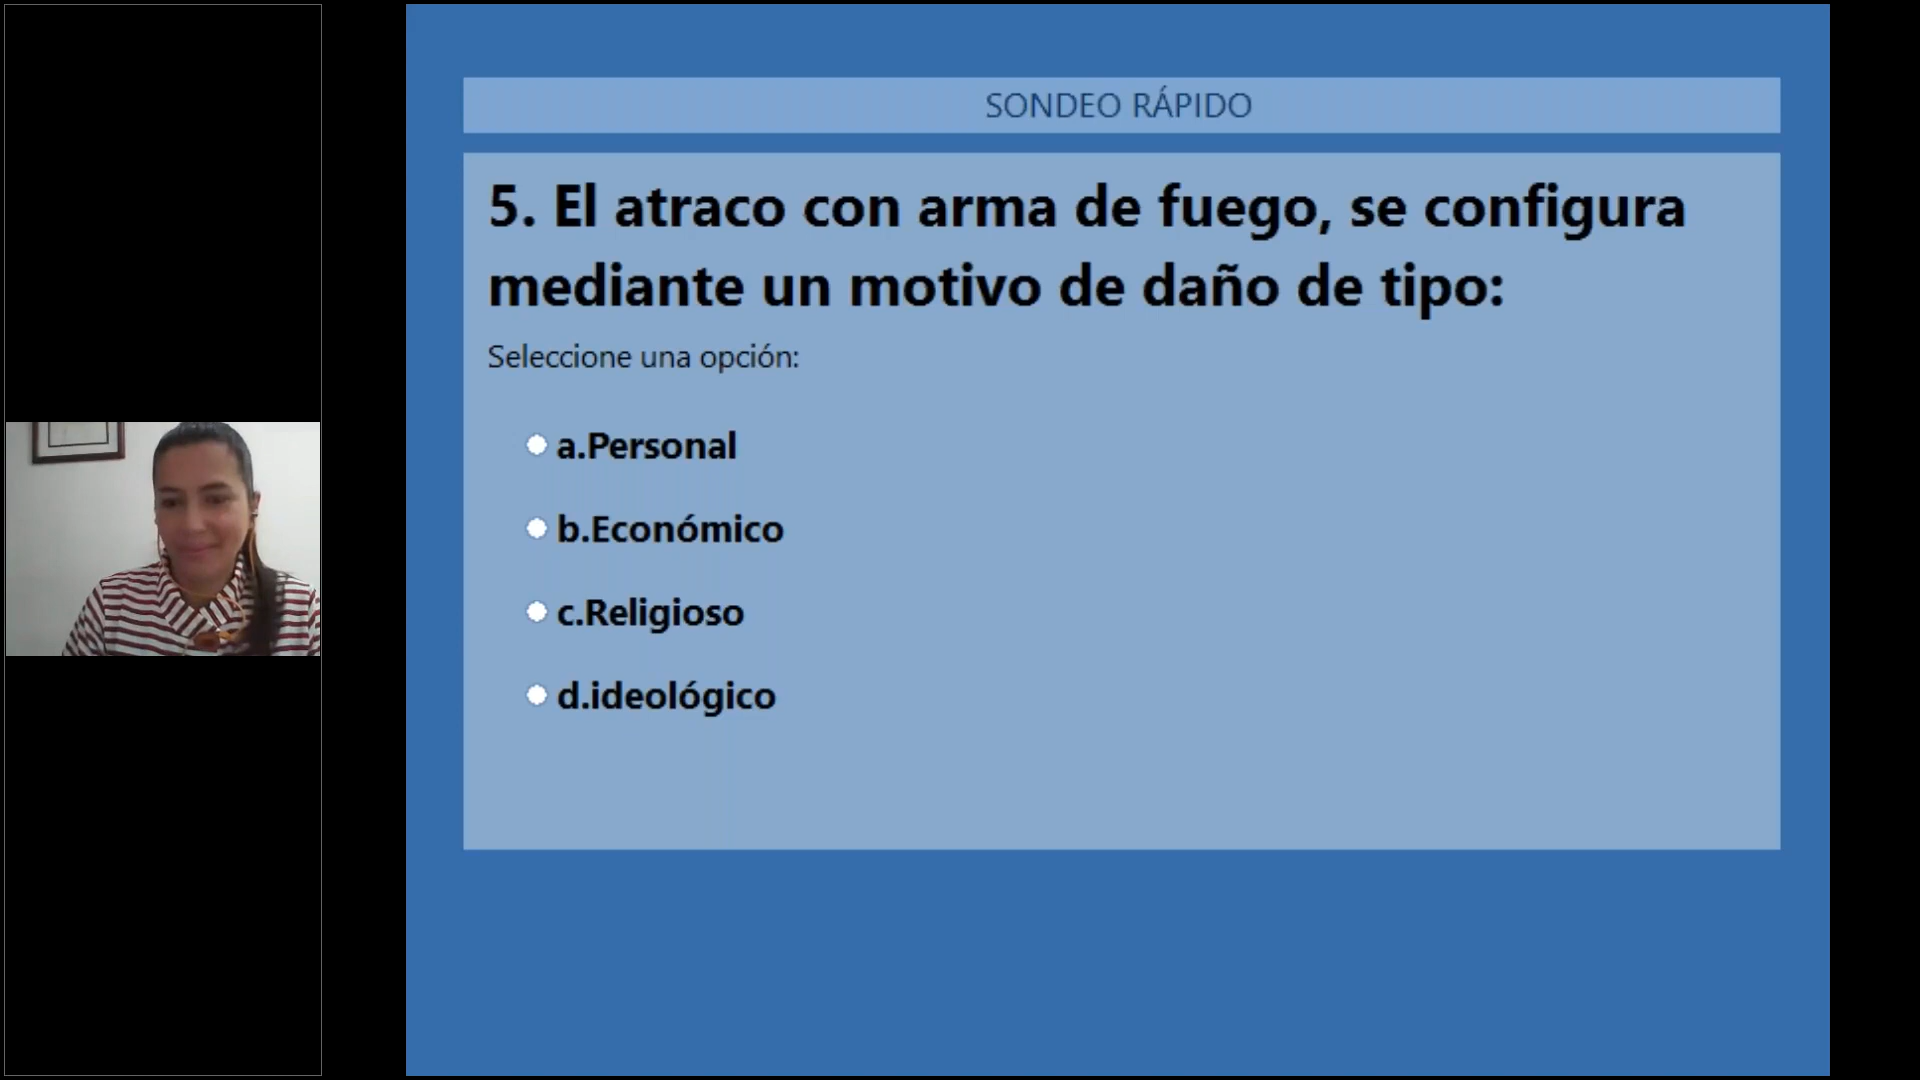 SONDEO RÁPIDO
5. El atraco con arma de fuego, se configura
mediante un motivo de daño de tipo:
Seleccione una opción:
a.Personal
b.Económico
c.Religioso
d.ideológico